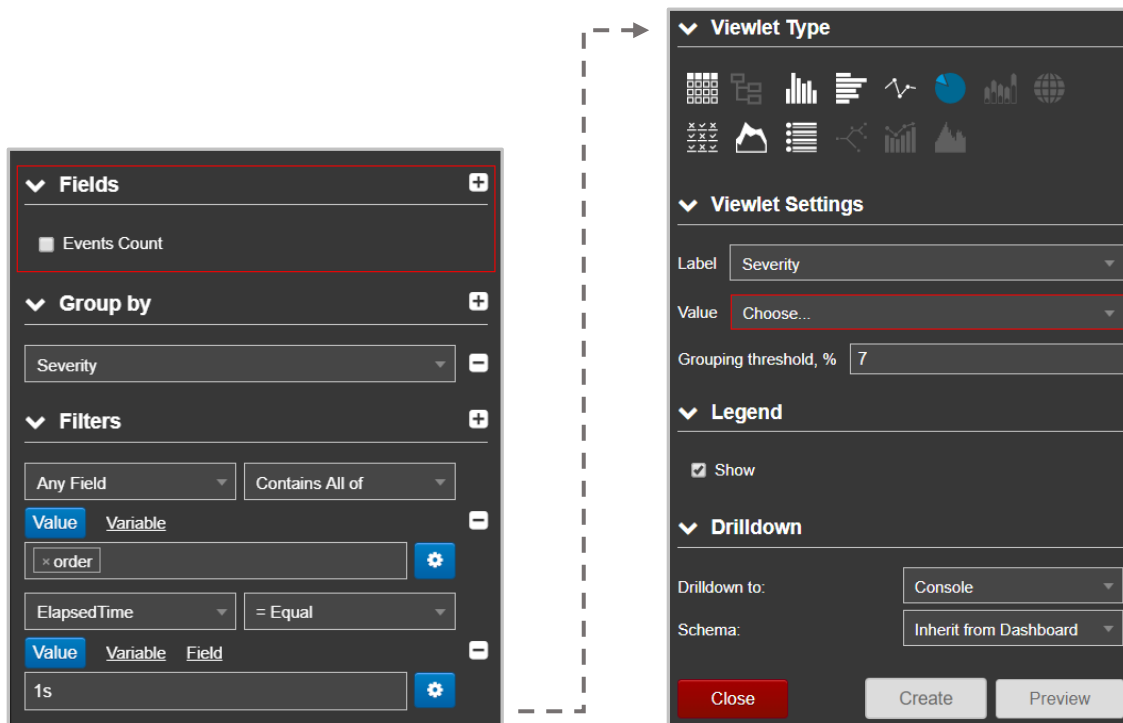 Fields
Events Count
Group by
Severity
Filters
Any Field Contains All of
Value Variable
× order
ElapsedTime = Equal
Value Variable Field
1s
Viewlet Type
Viewlet Settings
Label Severity
Value Choose...
Grouping threshold, % 7
Legend
Show
Drilldown
Drilldown to: Console
Schema: Inherit from Dashboard
Close Create Preview